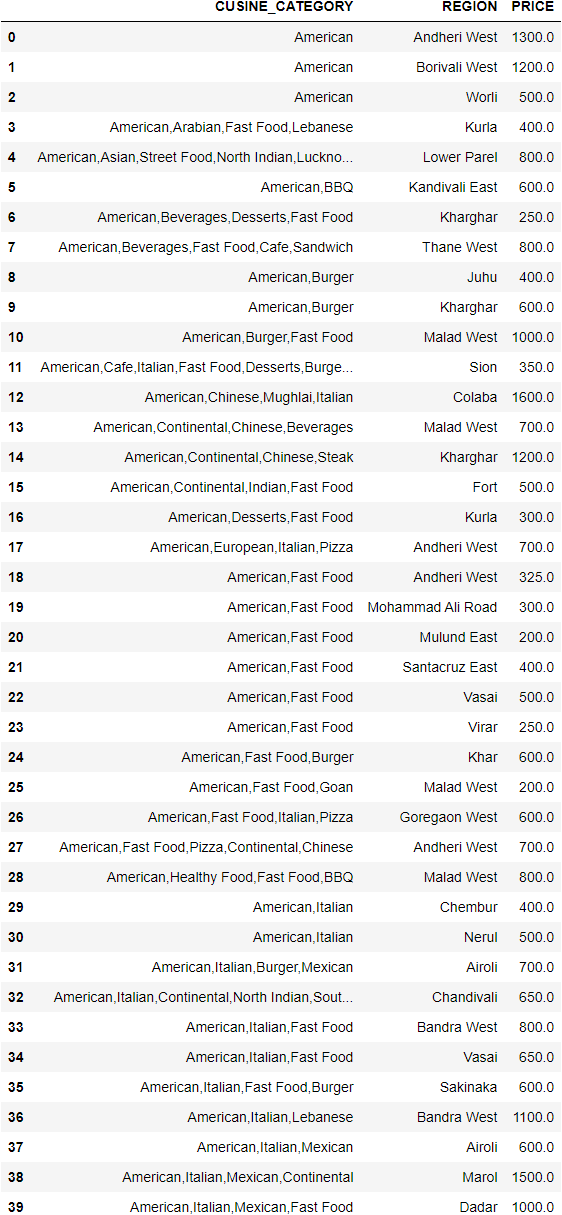 CUSINE_CATEGORY REGION PRICE
0 American Andheri West 1300.0
1 American Borivali West 1200.0
2 American Worli 500.0
3 American,Arabian,Fast Food,Lebanese Kurla 400.0
4 American,Asian,Street Food,North Indian,Luckno... Lower Parel 800.0
5 American,BBQ Kandivali East 600.0
6 American,Beverages,Desserts,Fast Food Kharghar 250.0
7 American,Beverages,Fast Food,Cafe,Sandwich Thane West 800.0
8 American,Burger Juhu 400.0
9 American,Burger Kharghar 600.0
10 American,Burger,Fast Food Malad West 1000.0
11 American,Cafe,Italian,Fast Food,Desserts,Burge... Sion 350.0
12 American,Chinese,Mughlai,Italian Colaba 1600.0
13 American,Continental,Chinese,Beverages Malad West 700.0
14 American,Continental,Chinese,Steak Kharghar 1200.0
15 American,Continental,Indian,Fast Food Fort 500.0
16 American,Desserts,Fast Food Kurla 300.0
17 American,European,Italian,Pizza Andheri West 700.0
18 American,Fast Food Andheri West 325.0
19 American,Fast Food Mohammad Ali Road 300.0
20 American,Fast Food Mulund East 200.0
21 American,Fast Food Santacruz East 400.0
22 American,Fast Food Vasai 500.0
23 American,Fast Food Virar 250.0
24 American,Fast Food,Burger Khar 600.0
25 American,Fast Food,Goan Malad West 200.0
26 American,Fast Food,Italian,Pizza Goregaon West 600.0
27 American,Fast Food,Pizza,Continental,Chinese Andheri West 700.0
28 American,Healthy Food,Fast Food,BBQ Malad West 800.0
29 American,Italian Chembur 400.0
30 American,Italian Nerul 500.0
31 American,Italian,Burger,Mexican Airoli 700.0
32 American,Italian,Continental,North Indian,Sout... Chandivali 650.0
33 American,Italian,Fast Food Bandra West 800.0
34 American,Italian,Fast Food Vasai 650.0
35 American,Italian,Fast Food,Burger Sakinaka 600.0
36 American,Italian,Lebanese Bandra West 1100.0
37 American,Italian,Mexican Airoli 600.0
38 American,Italian,Mexican,Continental Marol 1500.0
39 American,Italian,Mexican,Fast Food Dadar 1000.0